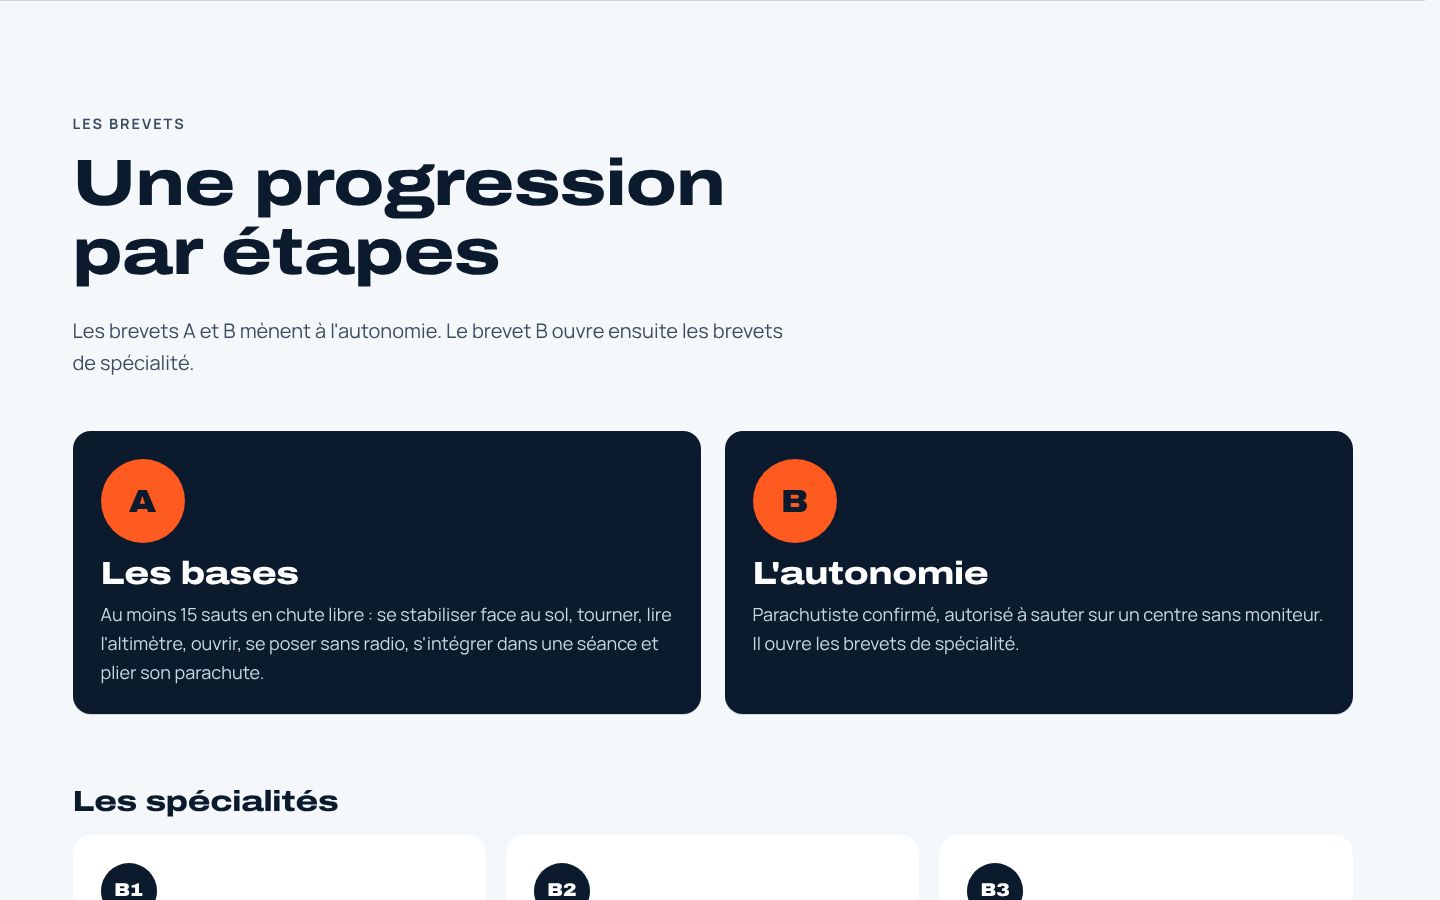 LES BREVETS
Une progression
par étapes
Les brevets A et B mènent à l'autonomie. Le brevet B ouvre ensuite les brevets
de spécialité.
A
Les bases
Au moins 15 sauts en chute libre : se stabiliser face au sol, tourner, lire
l'altimètre, ouvrir, se poser sans radio, s'intégrer dans une séance et
plier son parachute.
B
L'autonomie
Parachutiste confirmé, autorisé à sauter sur un centre sans moniteur.
Il ouvre les brevets de spécialité.
Les spécialités
B1
B2
B3